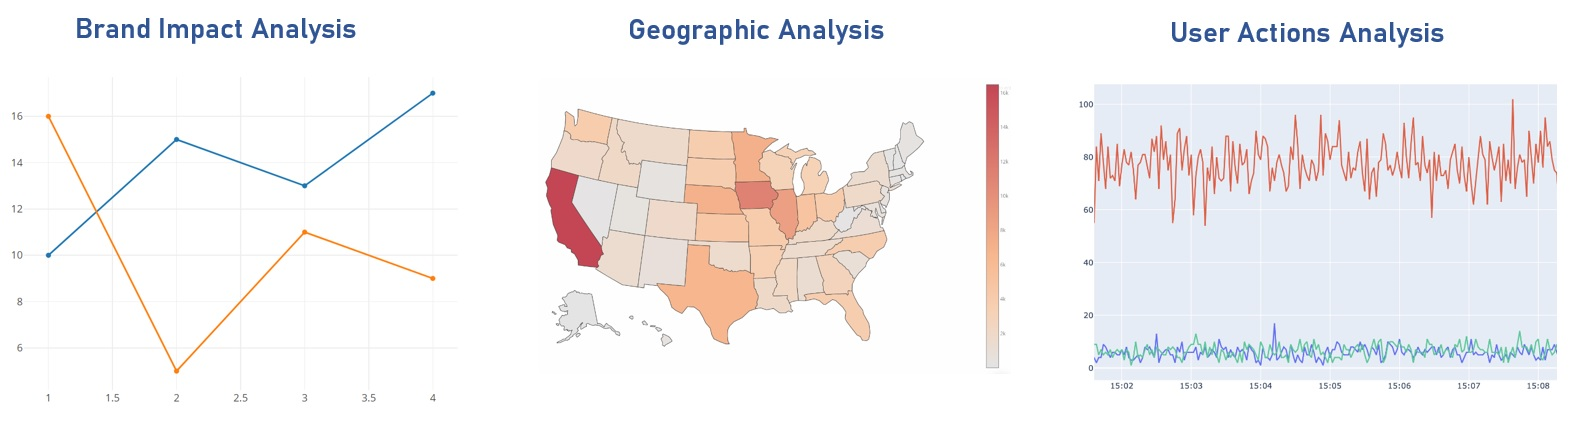 Brand Impact Analysis
16
14
12
10
8
6
1
1.5
2
2.5
3
3.5
4
Geographic Analysis
16k
14k
12k
10k
8k
6k
4k
2k
User Actions Analysis
100
80
60
40
20
0
15:02
15:03
15:04
15:05
15:06
15:07
15:08